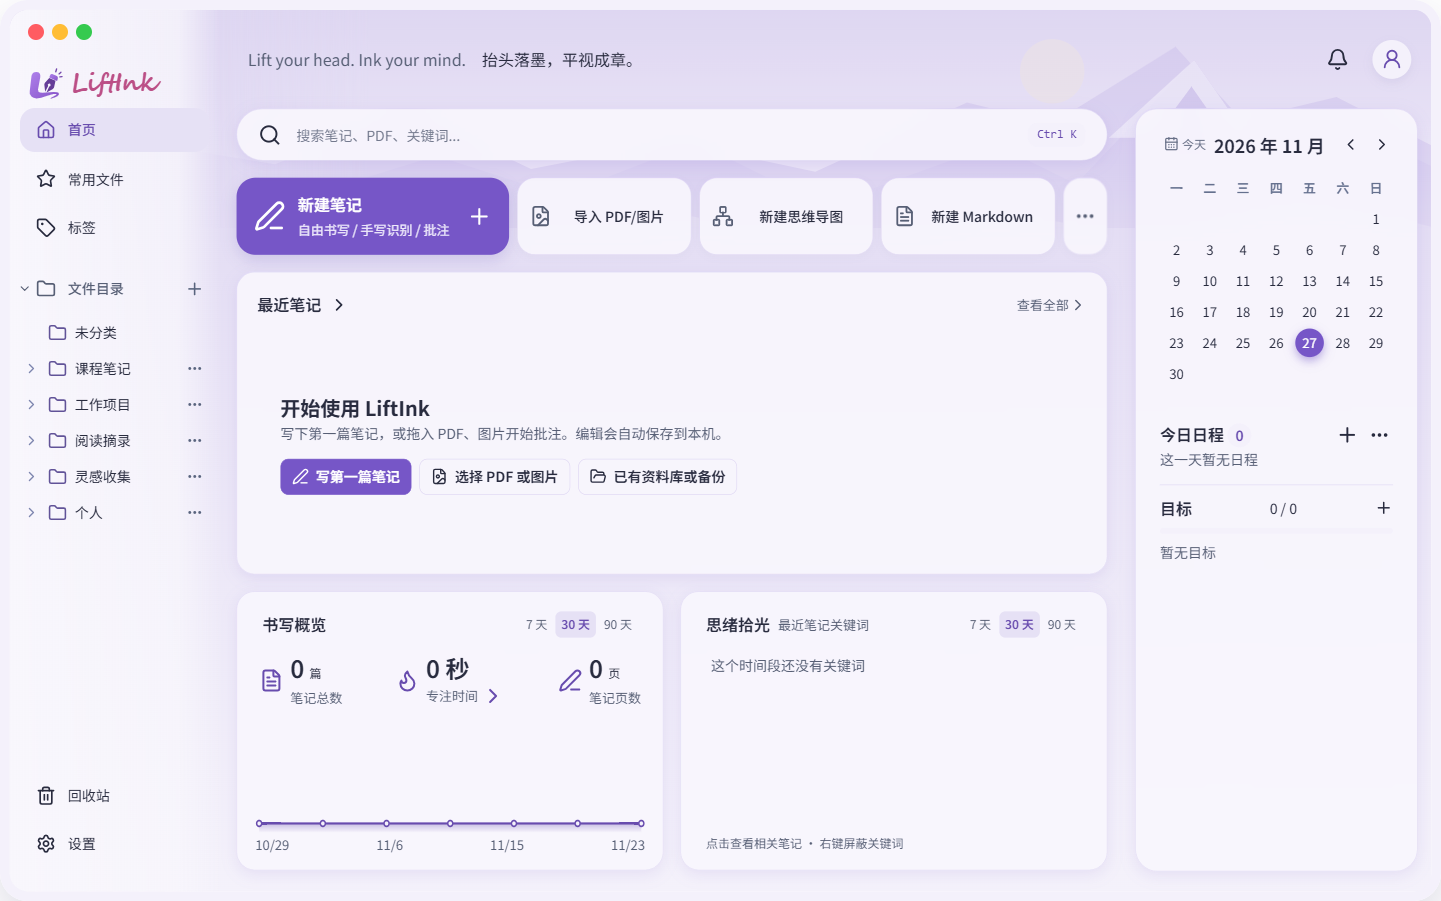 LiftInk
首页
常用文件
标签
文件目录
未分类
课程笔记
工作项目
阅读摘录
灵感收集
个人
回收站
设置
Lift your head. Ink your mind. 抬头落墨，平视成章。
搜索笔记、PDF、关键词... Ctrl K
新建笔记
自由书写 / 手写识别 / 批注
导入 PDF/图片
新建思维导图
新建 Markdown
最近笔记
查看全部
开始使用 LiftInk
写下第一篇笔记，或拖入 PDF、图片开始批注。编辑会自动保存到本机。
写第一篇笔记 选择 PDF 或图片 已有资料库或备份
书写概览 7 天 30 天 90 天
0 篇
笔记总数
0 秒
专注时间
0 页
笔记页数
10/29 11/6 11/15 11/23
思绪拾光 最近笔记关键词 7 天 30 天 90 天
这个时间段还没有关键词
点击查看相关笔记 · 右键屏蔽关键词
今天 2026 年 11 月
一 二 三 四 五 六 日
1
2 3 4 5 6 7 8
9 10 11 12 13 14 15
16 17 18 19 20 21 22
23 24 25 26 27 28 29
30
今日日程 0
这一天暂无日程
目标 0 / 0
暂无目标